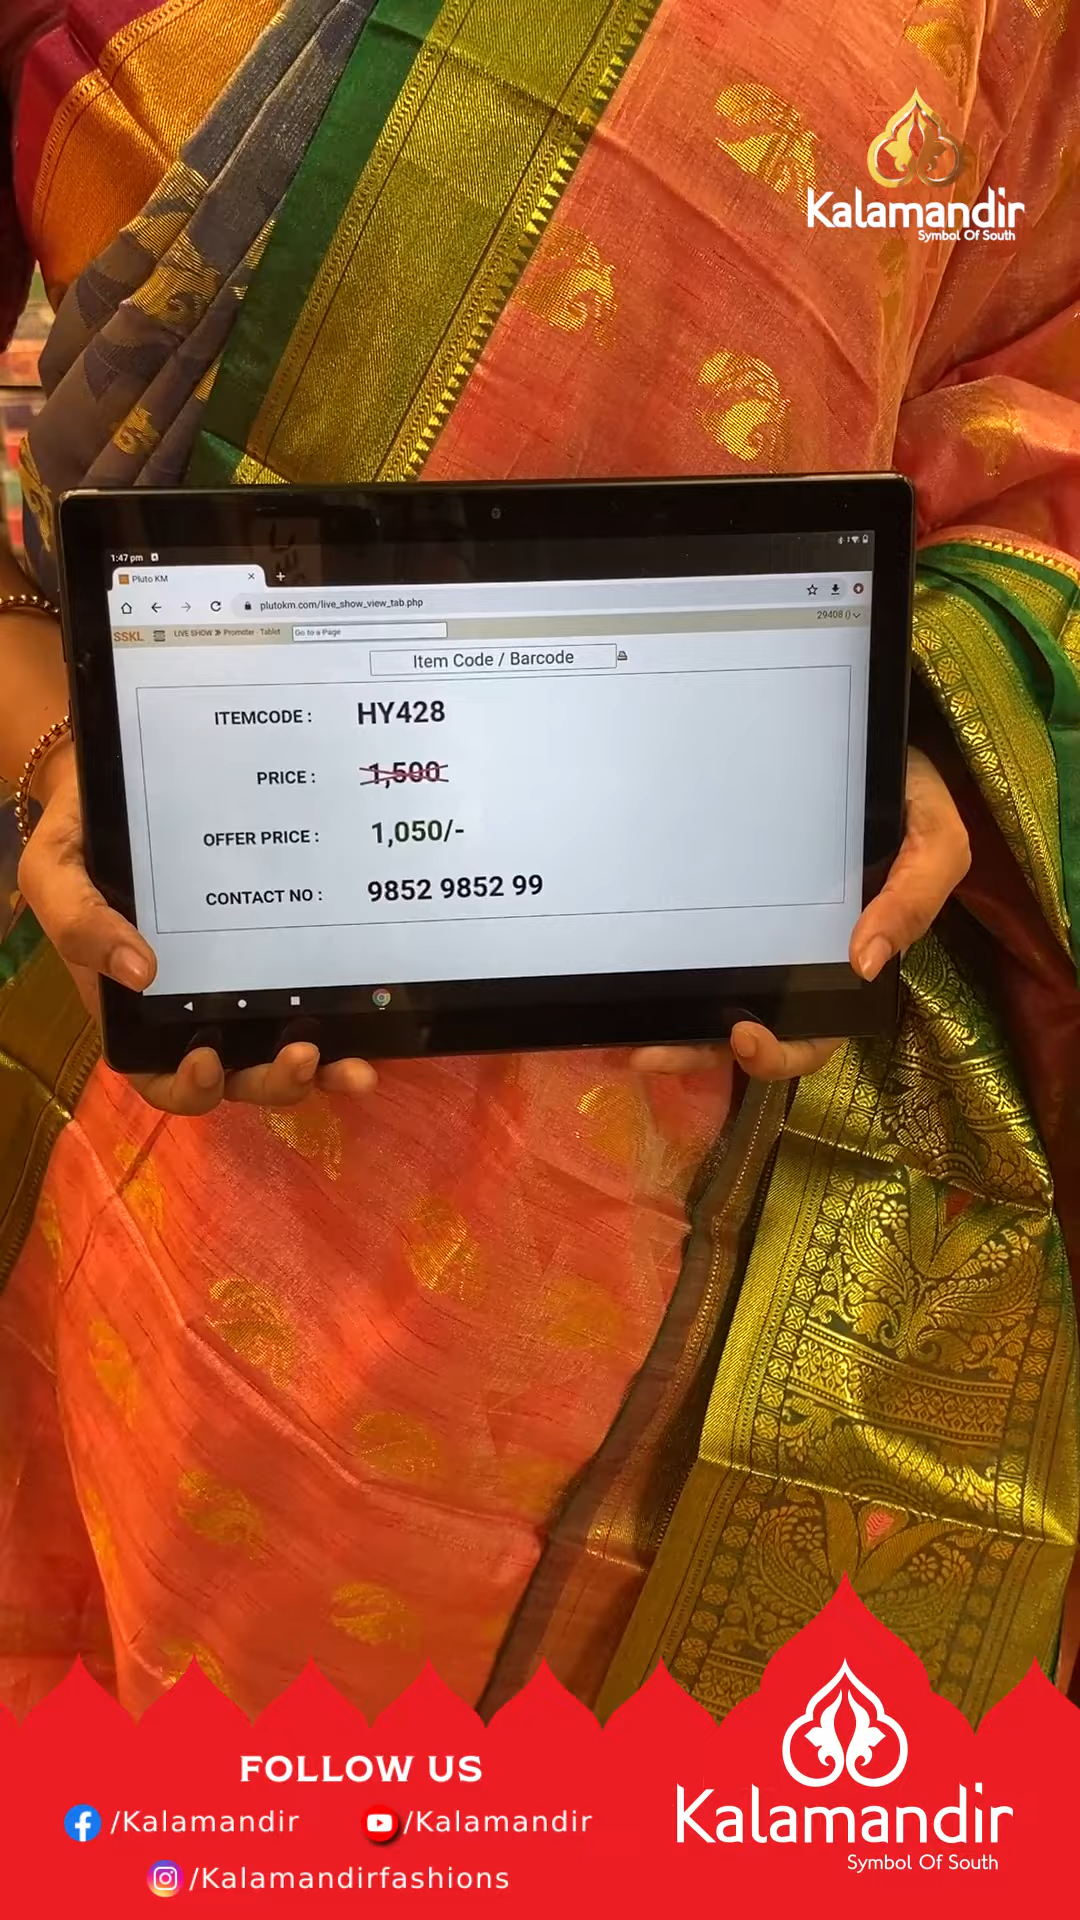 Kalamandir
Symbol Of South
1:47 pm
Pluto KM
plutokm.com/live_show_view_tab.php
29408 ()
SSKL
LIVE SHOW ≫ Promoter - Tablet
Go to a Page
Item Code / Barcode
ITEMCODE : HY428
PRICE : 1,500
OFFER PRICE : 1,050/-
CONTACT NO : 9852 9852 99
FOLLOW US
/Kalamandir
/Kalamandir
/Kalamandirfashions
Kalamandir
Symbol Of South